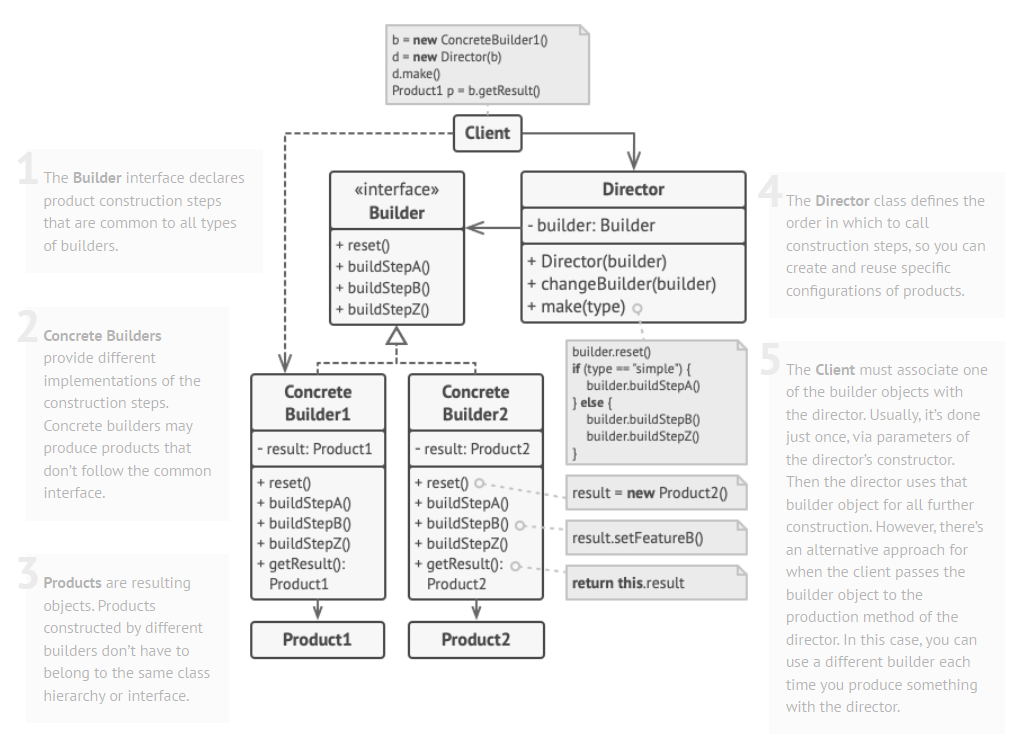 b = new ConcreteBuilder1()
d = new Director(b)
d.make()
Product1 p = b.getResult()
Client
1
The Builder interface declares
product construction steps
that are common to all types
of builders.
«interface»
Builder
+ reset()
+ buildStepA()
+ buildStepB()
+ buildStepZ()
Director
- builder: Builder
+ Director(builder)
+ changeBuilder(builder)
+ make(type)
4
The Director class defines the
order in which to call
construction steps, so you can
create and reuse specific
configurations of products.
2
Concrete Builders
provide different
implementations of the
construction steps.
Concrete builders may
produce products that
don't follow the common
interface.
builder.reset()
if (type == "simple") {
builder.buildStepA()
} else {
builder.buildStepB()
builder.buildStepZ()
}
Concrete
Builder1
- result: Product1
+ reset()
+ buildStepA()
+ buildStepB()
+ buildStepZ()
+ getResult():
Product1
Concrete
Builder2
- result: Product2
+ reset()
+ buildStepA()
+ buildStepB()
+ buildStepZ()
+ getResult():
Product2
result = new Product2()
result.setFeatureB()
return this.result
3
Products are resulting
objects. Products
constructed by different
builders don't have to
belong to the same class
hierarchy or interface.
Product1
Product2
5
The Client must associate one
of the builder objects with
the director. Usually, it's done
just once, via parameters of
the director's constructor.
Then the director uses that
builder object for all further
construction. However, there's
an alternative approach for
when the client passes the
builder object to the
production method of the
director. In this case, you can
use a different builder each
time you produce something
with the director.